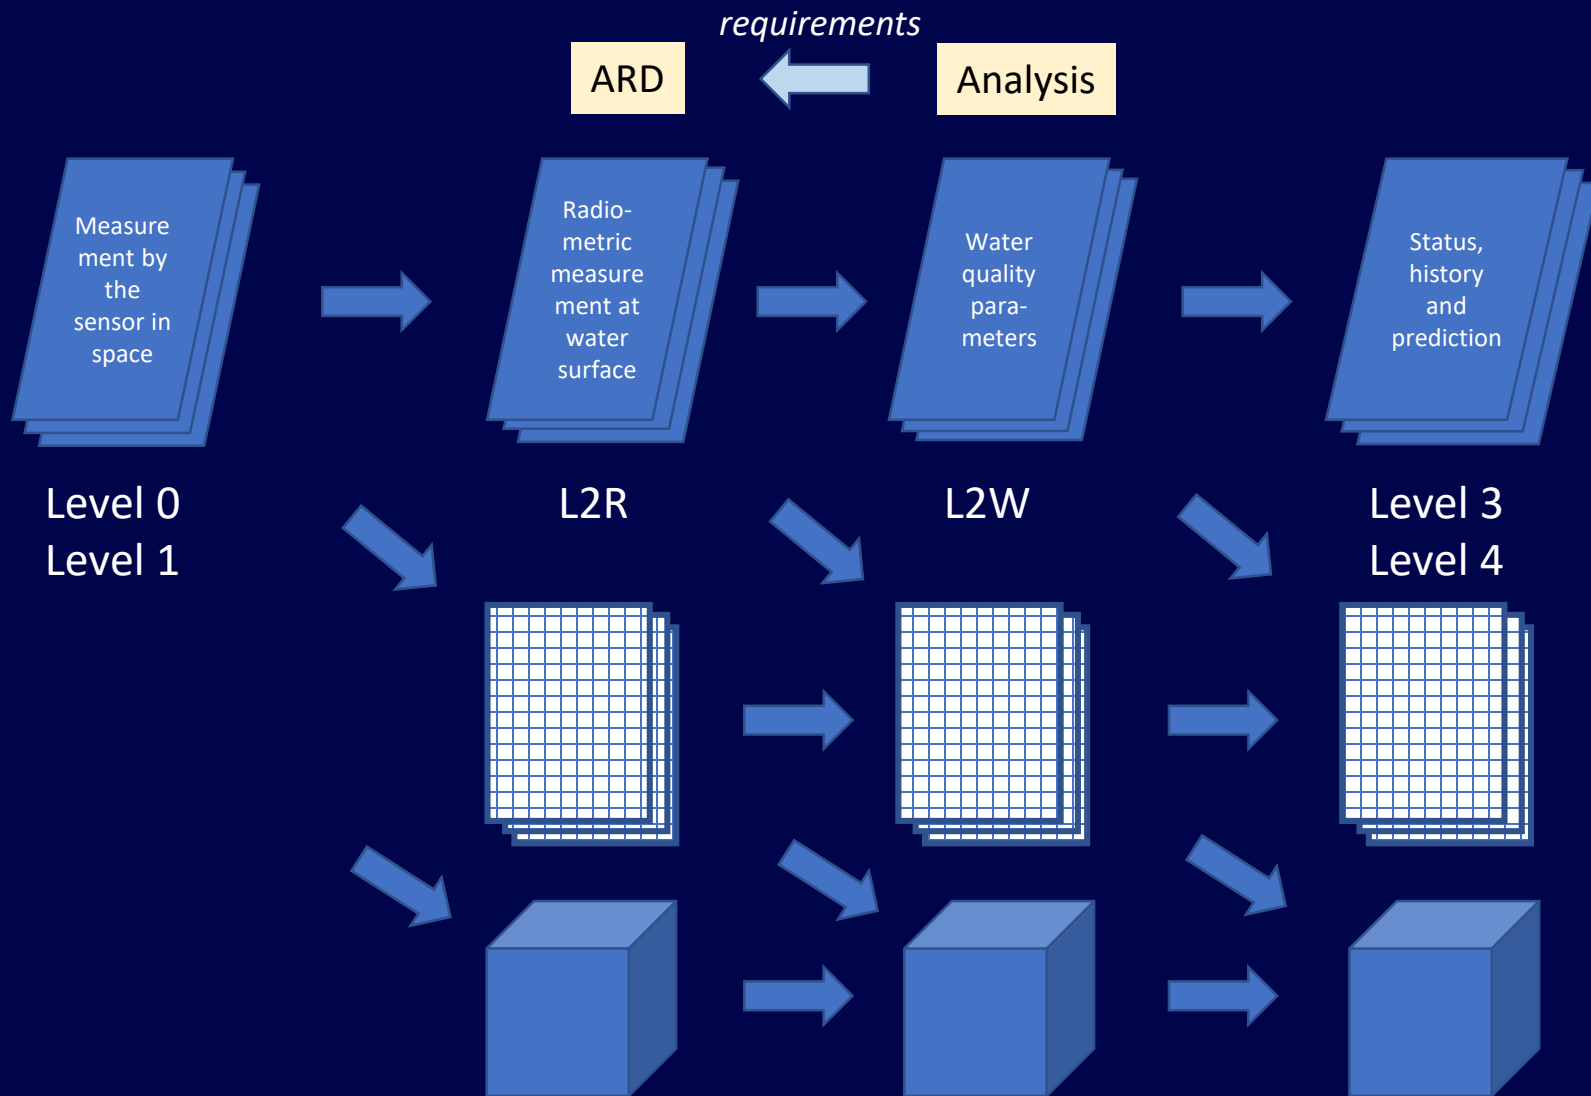 requirements
ARD
Analysis
Measure
ment by
the
sensor in
space
Radio-
metric
measure
ment at
water
surface
Water
quality
para-
meters
Status,
history
and
prediction
Level 0
Level 1
L2R
L2W
Level 3
Level 4